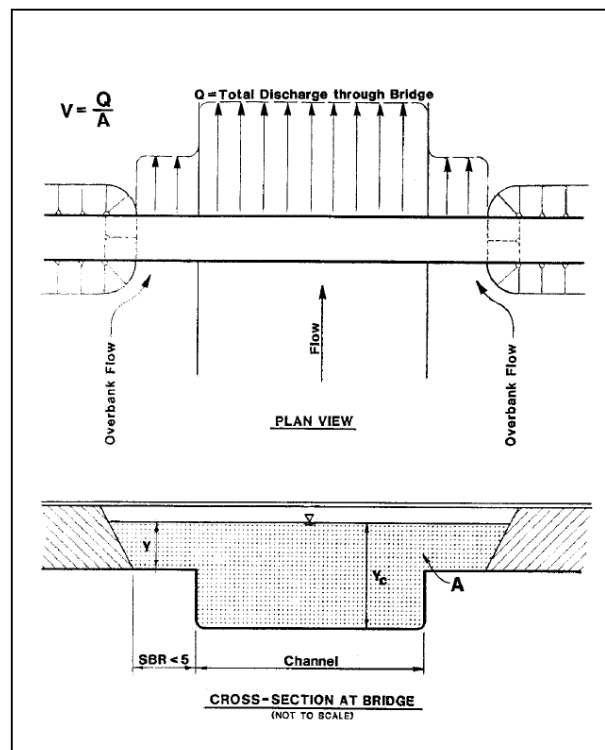 Q = Total Discharge through Bridge
V = Q/A
Overbank Flow
Flow
Overbank Flow
PLAN VIEW
Y
Yc
A
SBR < 5
Channel
CROSS-SECTION AT BRIDGE
(NOT TO SCALE)